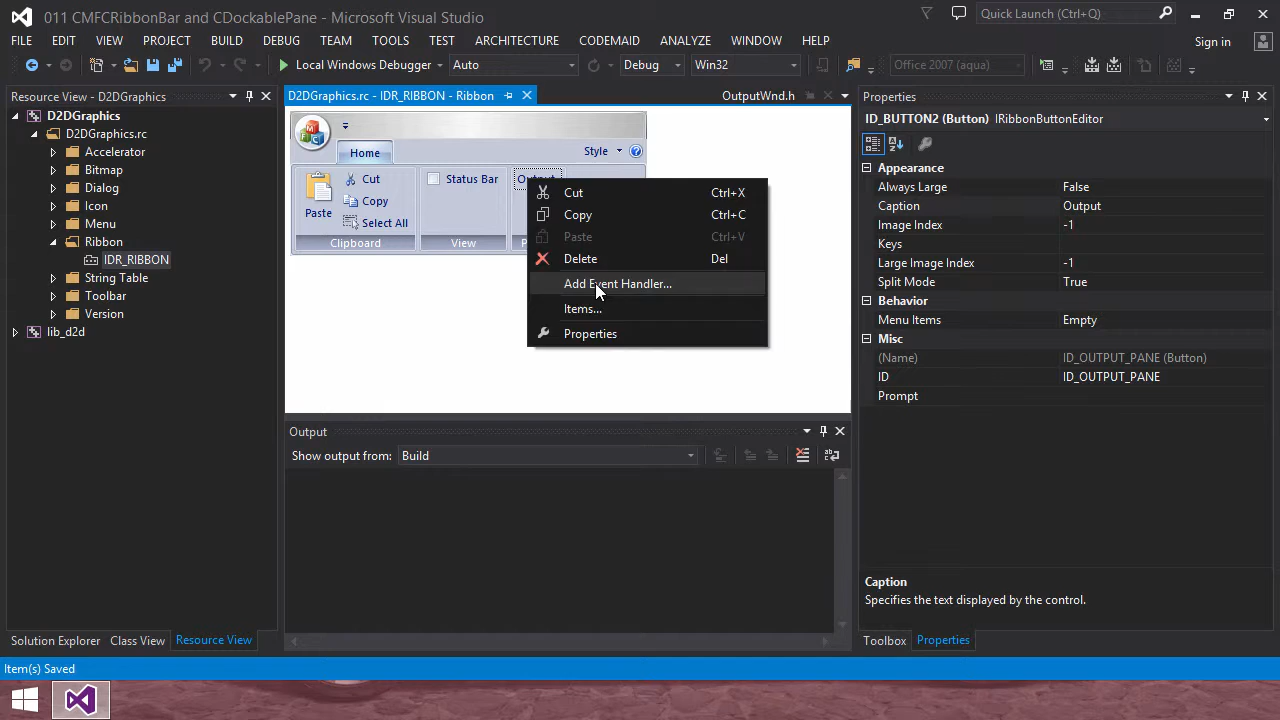 011 CMFCRibbonBar and CDockablePane - Microsoft Visual Studio
Quick Launch (Ctrl+Q)
FILE EDIT VIEW PROJECT BUILD DEBUG TEAM TOOLS TEST ARCHITECTURE CODEMAID ANALYZE WINDOW HELP
Sign in
Local Windows Debugger Auto Debug Win32 Office 2007 (aqua)
Resource View - D2DGraphics
D2DGraphics
D2DGraphics.rc
Accelerator
Bitmap
Dialog
Icon
Menu
Ribbon
IDR_RIBBON
String Table
Toolbar
Version
lib_d2d
Solution Explorer Class View Resource View
D2DGraphics.rc - IDR_RIBBON - Ribbon
OutputWnd.h
Home
Style
Paste
Cut
Copy
Select All
Clipboard
Status Bar
View
Cut Ctrl+X
Copy Ctrl+C
Paste Ctrl+V
Delete Del
Add Event Handler...
Items...
Properties
Output
Show output from: Build
Properties
ID_BUTTON2 (Button) IRibbonButtonEditor
Appearance
Always Large False
Caption Output
Image Index -1
Keys
Large Image Index -1
Split Mode True
Behavior
Menu Items Empty
Misc
(Name) ID_OUTPUT_PANE (Button)
ID ID_OUTPUT_PANE
Prompt
Caption
Specifies the text displayed by the control.
Toolbox Properties
Item(s) Saved